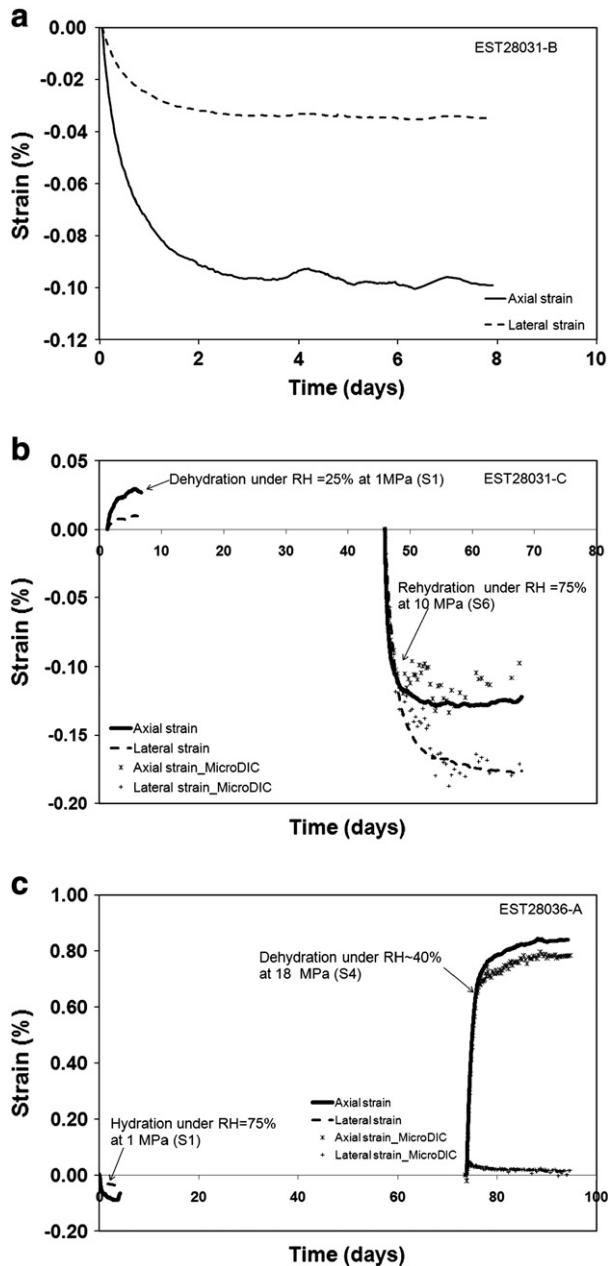 a
0.00
-0.02
-0.04
-0.06
-0.08
-0.10
-0.12
Strain (%)
EST28031-B
Axial strain
Lateral strain
0 2 4 6 8 10
Time (days)
b
0.05
0.00
-0.05
-0.10
-0.15
-0.20
Strain (%)
Dehydration under RH =25% at 1MPa (S1)
EST28031-C
0 10 20 30 40 50 60 70 80
Rehydration under RH =75%
at 10 MPa (S6)
Axial strain
Lateral strain
Axial strain_MicroDIC
Lateral strain_MicroDIC
Time (days)
c
1.00
0.80
0.60
0.40
0.20
0.00
-0.20
Strain (%)
EST28036-A
Dehydration under RH~40%
at 18 MPa (S4)
Axial strain
Lateral strain
Axial strain_MicroDIC
Lateral strain_MicroDIC
Hydration under RH=75%
at 1 MPa (S1)
0 20 40 60 80 100
Time (days)